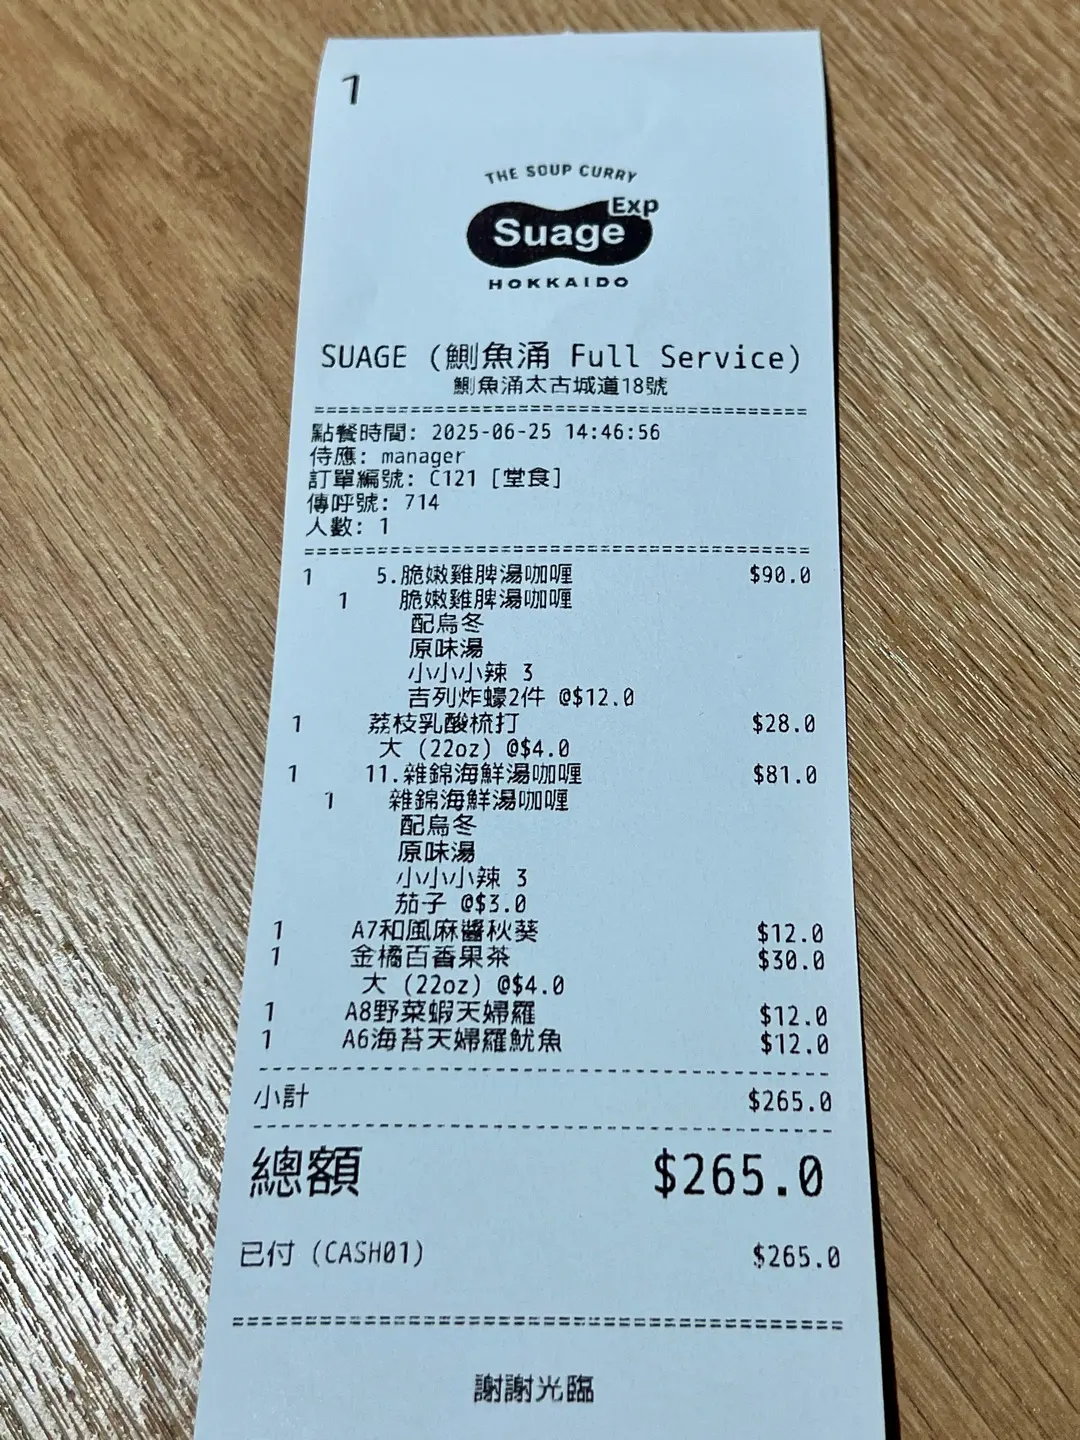 1
THE SOUP CURRY
Suage Exp
HOKKAIDO
SUAGE (鰂魚涌 Full Service)
鰂魚涌太古城道18號
================================================
點餐時間: 2025-06-25 14:46:56
侍應: manager
訂單編號: C121 [堂食]
傳呼號: 714
人數: 1
================================================
1 5.脆嫩雞脾湯咖喱 $90.0
1 脆嫩雞脾湯咖喱
配烏冬
原味湯
小小小辣 3
吉列炸蠔2件 @$12.0
1 荔枝乳酸梳打 $28.0
大 (22oz) @$4.0
1 11.雜錦海鮮湯咖喱 $81.0
1 雜錦海鮮湯咖喱
配烏冬
原味湯
小小小辣 3
茄子 @$3.0
1 A7和風麻醬秋葵 $12.0
1 金橘百香果茶 $30.0
大 (22oz) @$4.0
1 A8野菜蝦天婦羅 $12.0
1 A6海苔天婦羅魷魚 $12.0
------------------------------------------------
小計 $265.0
------------------------------------------------
總額 $265.0
已付 (CASH01) $265.0
================================================
謝謝光臨